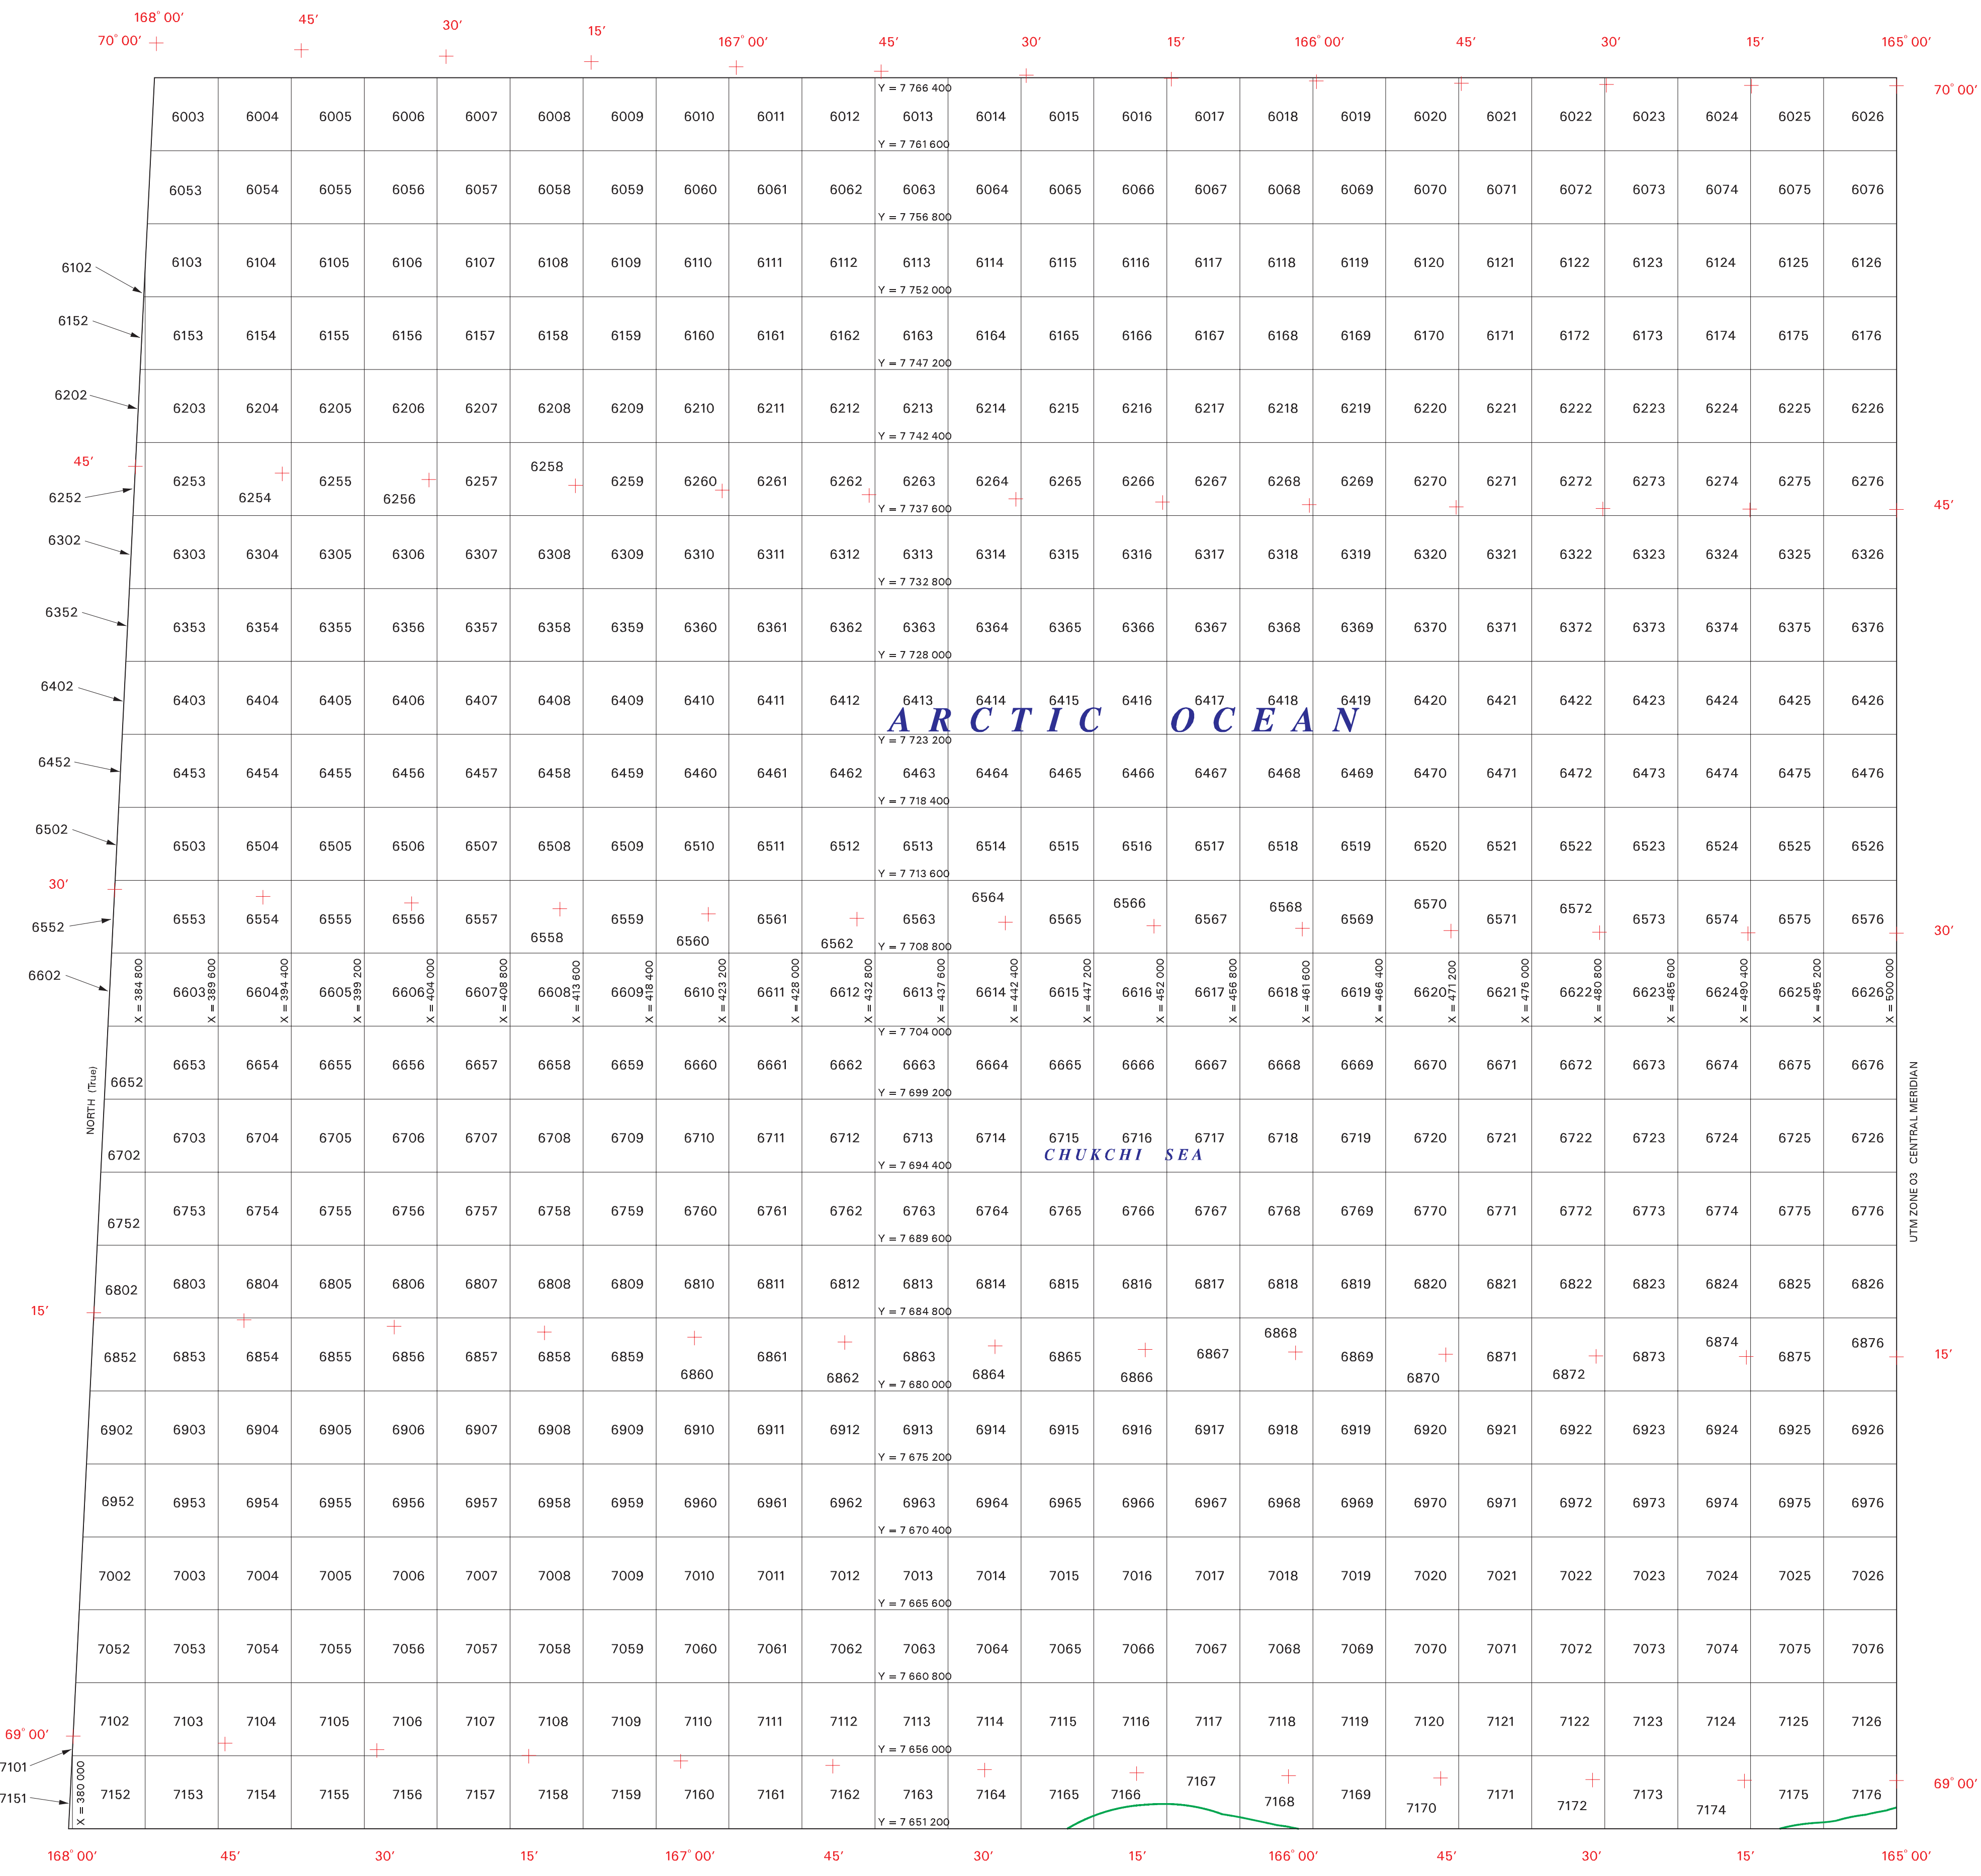 168° 00′ 45′ 30′ 15′ 167° 00′ 45′ 30′ 15′ 166° 00′ 45′ 30′ 15′ 165° 00′
70° 00′
70° 00′
Y = 7 766 400
6003 6004 6005 6006 6007 6008 6009 6010 6011 6012 6013 6014 6015 6016 6017 6018 6019 6020 6021 6022 6023 6024 6025 6026
Y = 7 761 600
6053 6054 6055 6056 6057 6058 6059 6060 6061 6062 6063 6064 6065 6066 6067 6068 6069 6070 6071 6072 6073 6074 6075 6076
Y = 7 756 800
6102 6103 6104 6105 6106 6107 6108 6109 6110 6111 6112 6113 6114 6115 6116 6117 6118 6119 6120 6121 6122 6123 6124 6125 6126
Y = 7 752 000
6152 6153 6154 6155 6156 6157 6158 6159 6160 6161 6162 6163 6164 6165 6166 6167 6168 6169 6170 6171 6172 6173 6174 6175 6176
Y = 7 747 200
6202 6203 6204 6205 6206 6207 6208 6209 6210 6211 6212 6213 6214 6215 6216 6217 6218 6219 6220 6221 6222 6223 6224 6225 6226
Y = 7 742 400
45′
6252 6253 6254 6255 6256 6257 6258 6259 6260 6261 6262 6263 6264 6265 6266 6267 6268 6269 6270 6271 6272 6273 6274 6275 6276
45′
Y = 7 737 600
6302 6303 6304 6305 6306 6307 6308 6309 6310 6311 6312 6313 6314 6315 6316 6317 6318 6319 6320 6321 6322 6323 6324 6325 6326
Y = 7 732 800
6352 6353 6354 6355 6356 6357 6358 6359 6360 6361 6362 6363 6364 6365 6366 6367 6368 6369 6370 6371 6372 6373 6374 6375 6376
Y = 7 728 000
6402 6403 6404 6405 6406 6407 6408 6409 6410 6411 6412 6413 6414 6415 6416 6417 6418 6419 6420 6421 6422 6423 6424 6425 6426
ARCTIC OCEAN
Y = 7 723 200
6452 6453 6454 6455 6456 6457 6458 6459 6460 6461 6462 6463 6464 6465 6466 6467 6468 6469 6470 6471 6472 6473 6474 6475 6476
Y = 7 718 400
6502 6503 6504 6505 6506 6507 6508 6509 6510 6511 6512 6513 6514 6515 6516 6517 6518 6519 6520 6521 6522 6523 6524 6525 6526
Y = 7 713 600
30′
6552 6553 6554 6555 6556 6557 6558 6559 6560 6561 6562 6563 6564 6565 6566 6567 6568 6569 6570 6571 6572 6573 6574 6575 6576
30′
Y = 7 708 800
6602 6603 6604 6605 6606 6607 6608 6609 6610 6611 6612 6613 6614 6615 6616 6617 6618 6619 6620 6621 6622 6623 6624 6625 6626
X = 384 800
X = 389 600
X = 394 400
X = 399 200
X = 404 000
X = 408 800
X = 413 600
X = 418 400
X = 423 200
X = 428 000
X = 432 800
X = 437 600
X = 442 400
X = 447 200
X = 452 000
X = 456 800
X = 461 600
X = 466 400
X = 471 200
X = 476 000
X = 480 800
X = 485 600
X = 490 400
X = 495 200
X = 500 000
Y = 7 704 000
6652 6653 6654 6655 6656 6657 6658 6659 6660 6661 6662 6663 6664 6665 6666 6667 6668 6669 6670 6671 6672 6673 6674 6675 6676
NORTH (True)
UTM ZONE 03 CENTRAL MERIDIAN
Y = 7 699 200
6702 6703 6704 6705 6706 6707 6708 6709 6710 6711 6712 6713 6714 6715 6716 6717 6718 6719 6720 6721 6722 6723 6724 6725 6726
CHUKCHI SEA
Y = 7 694 400
6752 6753 6754 6755 6756 6757 6758 6759 6760 6761 6762 6763 6764 6765 6766 6767 6768 6769 6770 6771 6772 6773 6774 6775 6776
Y = 7 689 600
6802 6803 6804 6805 6806 6807 6808 6809 6810 6811 6812 6813 6814 6815 6816 6817 6818 6819 6820 6821 6822 6823 6824 6825 6826
15′
Y = 7 684 800
6852 6853 6854 6855 6856 6857 6858 6859 6860 6861 6862 6863 6864 6865 6866 6867 6868 6869 6870 6871 6872 6873 6874 6875 6876
15′
Y = 7 680 000
6902 6903 6904 6905 6906 6907 6908 6909 6910 6911 6912 6913 6914 6915 6916 6917 6918 6919 6920 6921 6922 6923 6924 6925 6926
Y = 7 675 200
6952 6953 6954 6955 6956 6957 6958 6959 6960 6961 6962 6963 6964 6965 6966 6967 6968 6969 6970 6971 6972 6973 6974 6975 6976
Y = 7 670 400
7002 7003 7004 7005 7006 7007 7008 7009 7010 7011 7012 7013 7014 7015 7016 7017 7018 7019 7020 7021 7022 7023 7024 7025 7026
Y = 7 665 600
7052 7053 7054 7055 7056 7057 7058 7059 7060 7061 7062 7063 7064 7065 7066 7067 7068 7069 7070 7071 7072 7073 7074 7075 7076
Y = 7 660 800
7102 7103 7104 7105 7106 7107 7108 7109 7110 7111 7112 7113 7114 7115 7116 7117 7118 7119 7120 7121 7122 7123 7124 7125 7126
69° 00′
Y = 7 656 000
7101
X = 380 000
7151 7152 7153 7154 7155 7156 7157 7158 7159 7160 7161 7162 7163 7164 7165 7166 7167 7168 7169 7170 7171 7172 7173 7174 7175 7176
69° 00′
Y = 7 651 200
168° 00′ 45′ 30′ 15′ 167° 00′ 45′ 30′ 15′ 166° 00′ 45′ 30′ 15′ 165° 00′